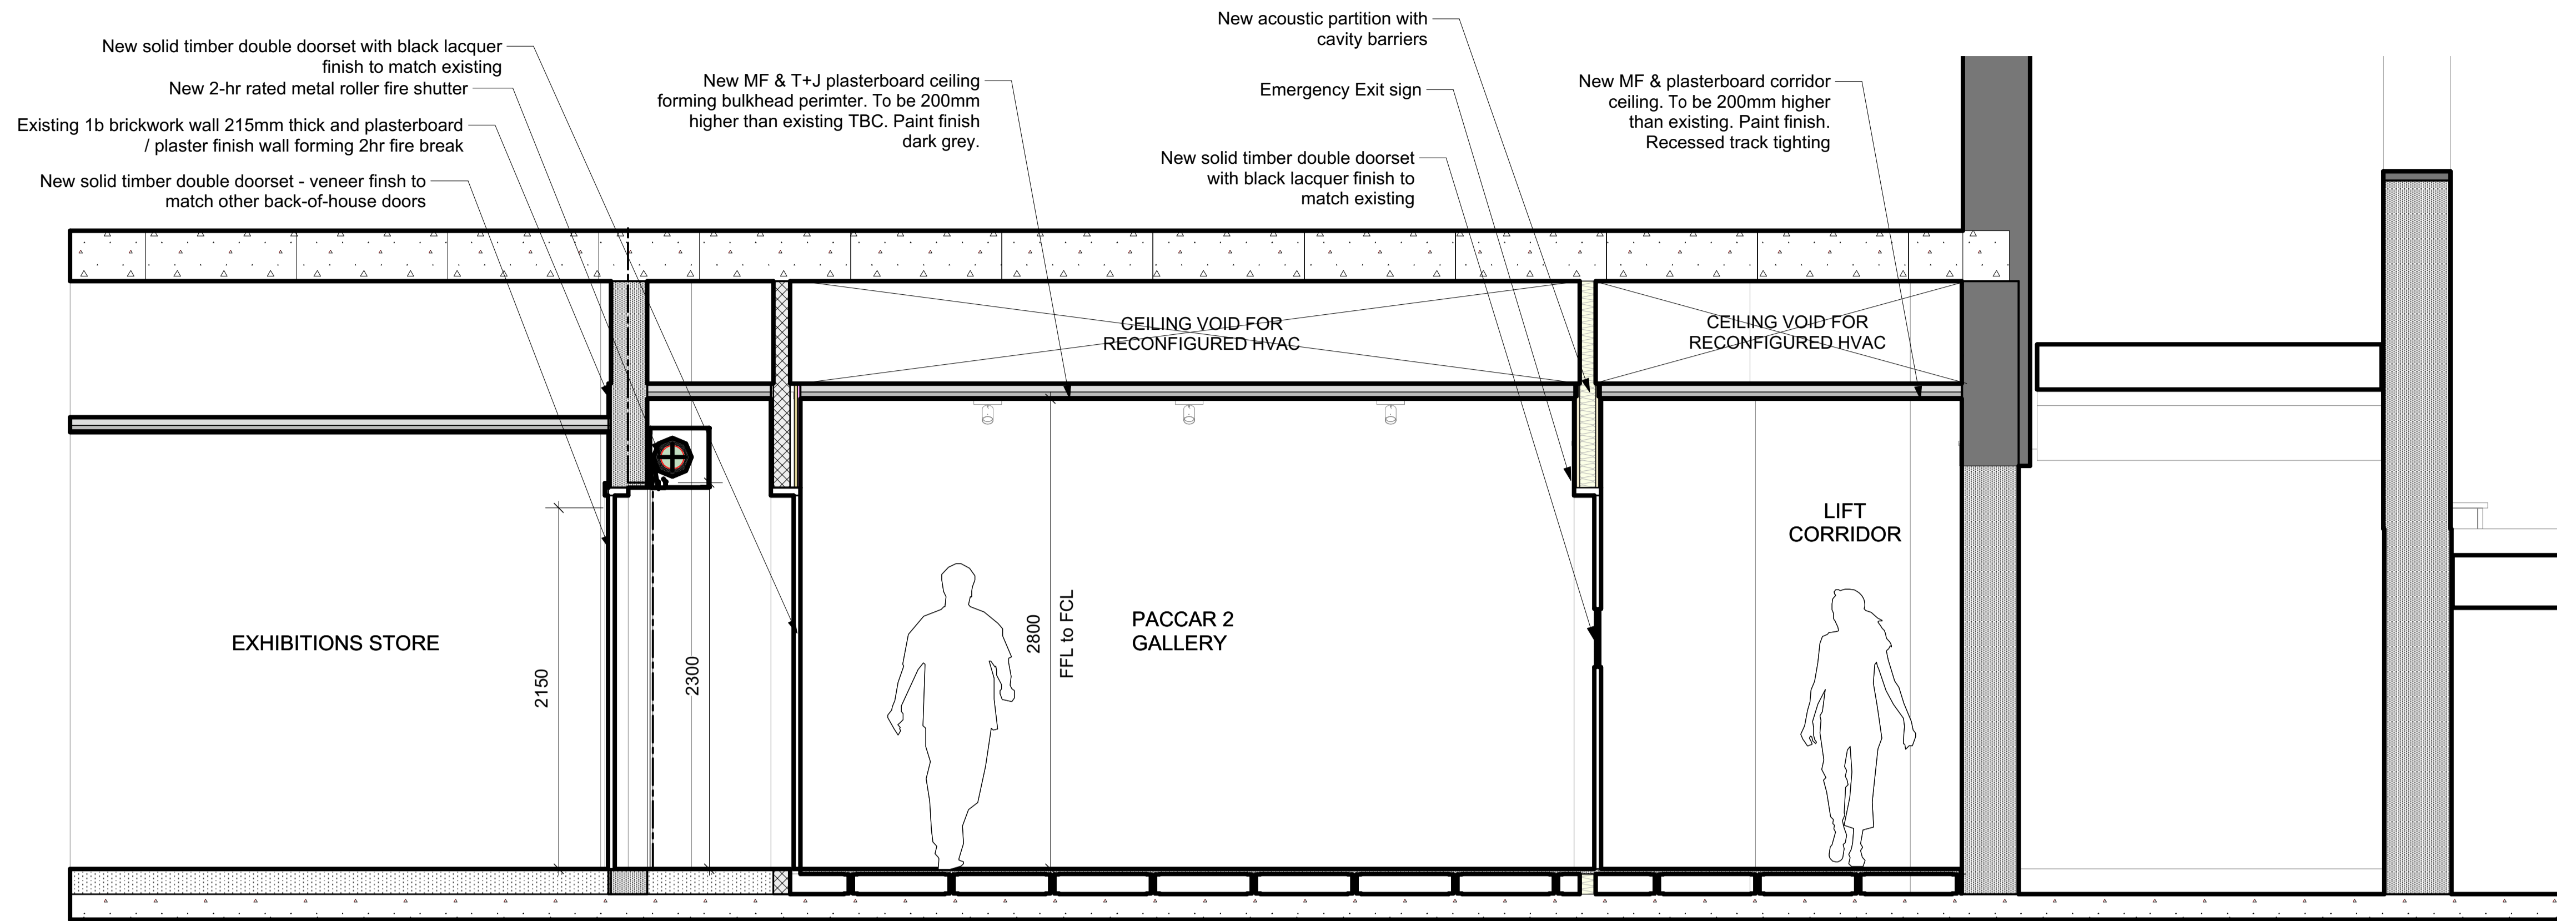 New solid timber double doorset with black lacquer
finish to match existing
New 2-hr rated metal roller fire shutter
Existing 1b brickwork wall 215mm thick and plasterboard
/ plaster finish wall forming 2hr fire break
New solid timber double doorset - veneer finsh to
match other back-of-house doors
New MF & T+J plasterboard ceiling
forming bulkhead perimter. To be 200mm
higher than existing TBC. Paint finish
dark grey.
New acoustic partition with
cavity barriers
Emergency Exit sign
New solid timber double doorset
with black lacquer finish to
match existing
New MF & plasterboard corridor
ceiling. To be 200mm higher
than existing. Paint finish.
Recessed track tighting
CEILING VOID FOR
RECONFIGURED HVAC
CEILING VOID FOR
RECONFIGURED HVAC
EXHIBITIONS STORE
2150
2300
2800
FFL to FCL
PACCAR 2
GALLERY
LIFT
CORRIDOR